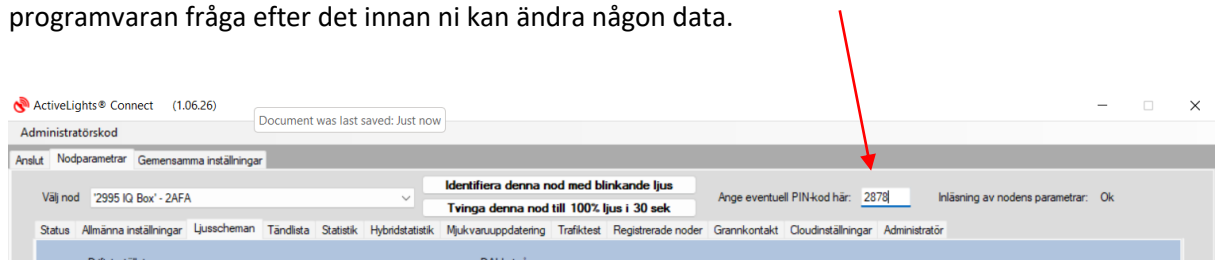 programvaran fråga efter det innan ni kan ändra någon data.
ActiveLights® Connect (1.06.26)
Document was last saved: Just now
Administratörskod
Anslut Nodparametrar Gemensamma inställningar
Identifiera denna nod med blinkande ljus
Välj nod '2995 IQ Box' - 2AFA Ange eventuell PIN-kod här: 2878 Inläsning av nodens parametrar: Ok
Tvinga denna nod till 100% ljus i 30 sek
Status Allmänna inställningar Ljusscheman Tändlista Statistik Hybridstatistik Mjukvaruuppdatering Trafiktest Registrerade noder Grannkontakt Cloudinställningar Administratör